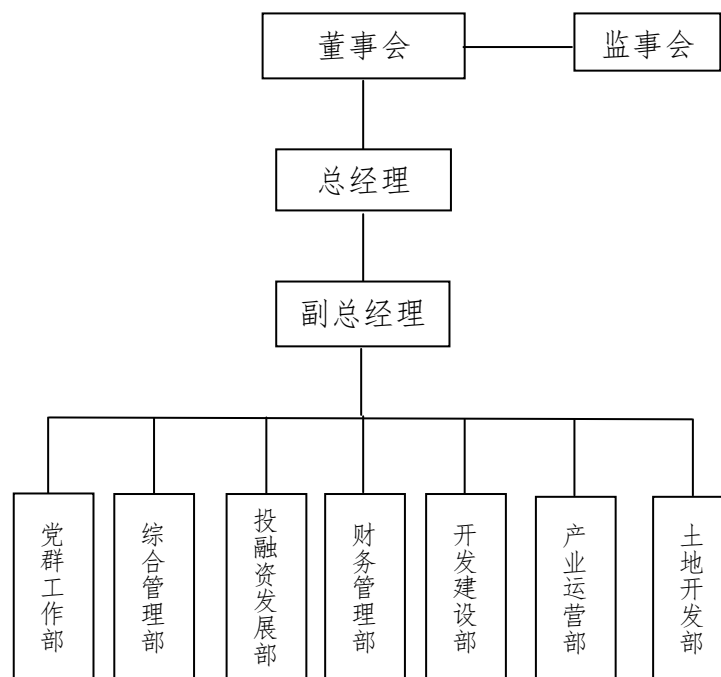 董事会
监事会
总经理
副总经理
党群工作部
综合管理部
投融资发展部
财务管理部
开发建设部
产业运营部
土地开发部